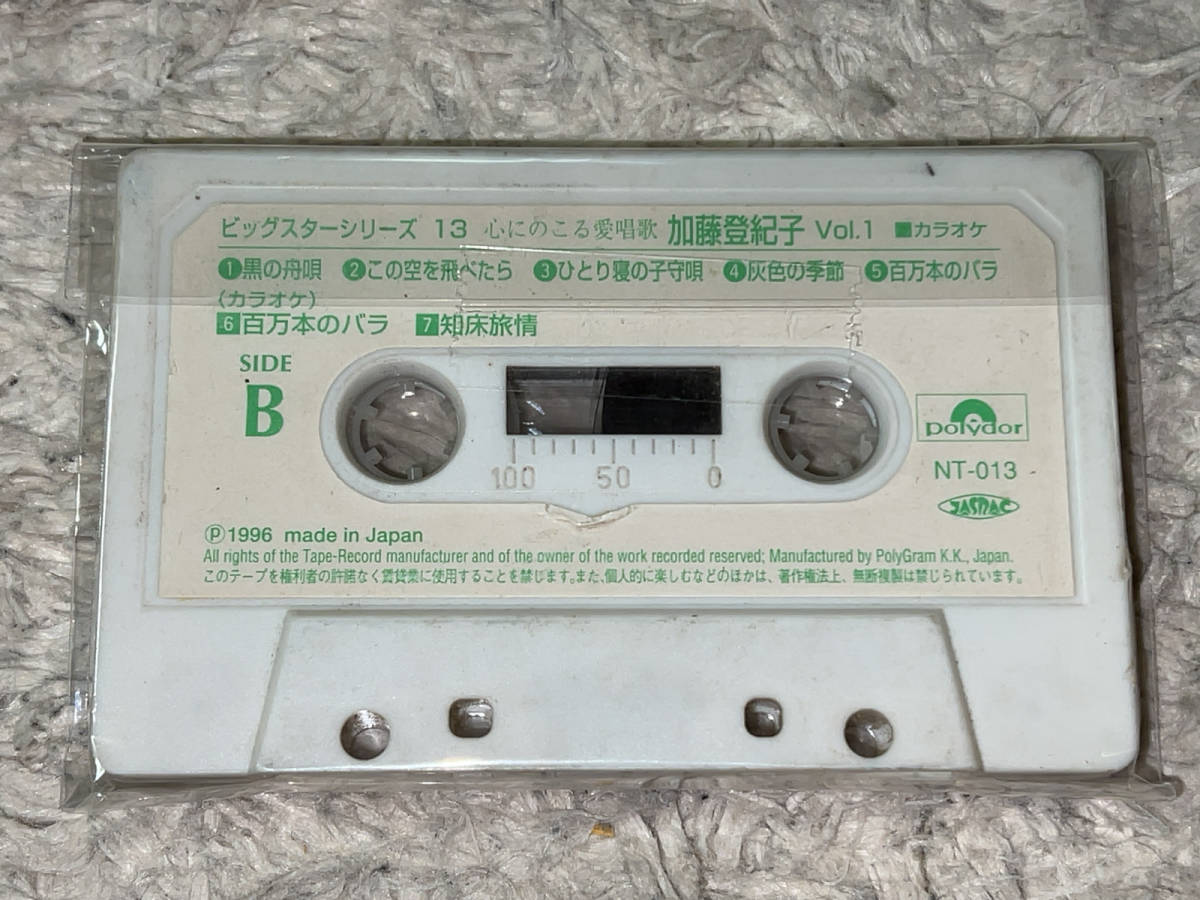 ビッグスターシリーズ 13 心にのこる愛唱歌 加藤登紀子 Vol.1 ■カラオケ
❶黒の舟唄 ❷この空を飛べたら ❸ひとり寝の子守唄 ❹灰色の季節 ❺百万本のバラ
(カラオケ)
6百万本のバラ 7知床旅情
SIDE
B
100 50 0
polydor
NT-013
JASRAC
Ⓟ1996 made in Japan
All rights of the Tape-Record manufacturer and of the owner of the work recorded reserved; Manufactured by PolyGram K.K., Japan.
このテープを権利者の許諾なく賃貸業に使用することを禁じます。また、個人的に楽しむなどのほかは、著作権法上、無断複製は禁じられています。